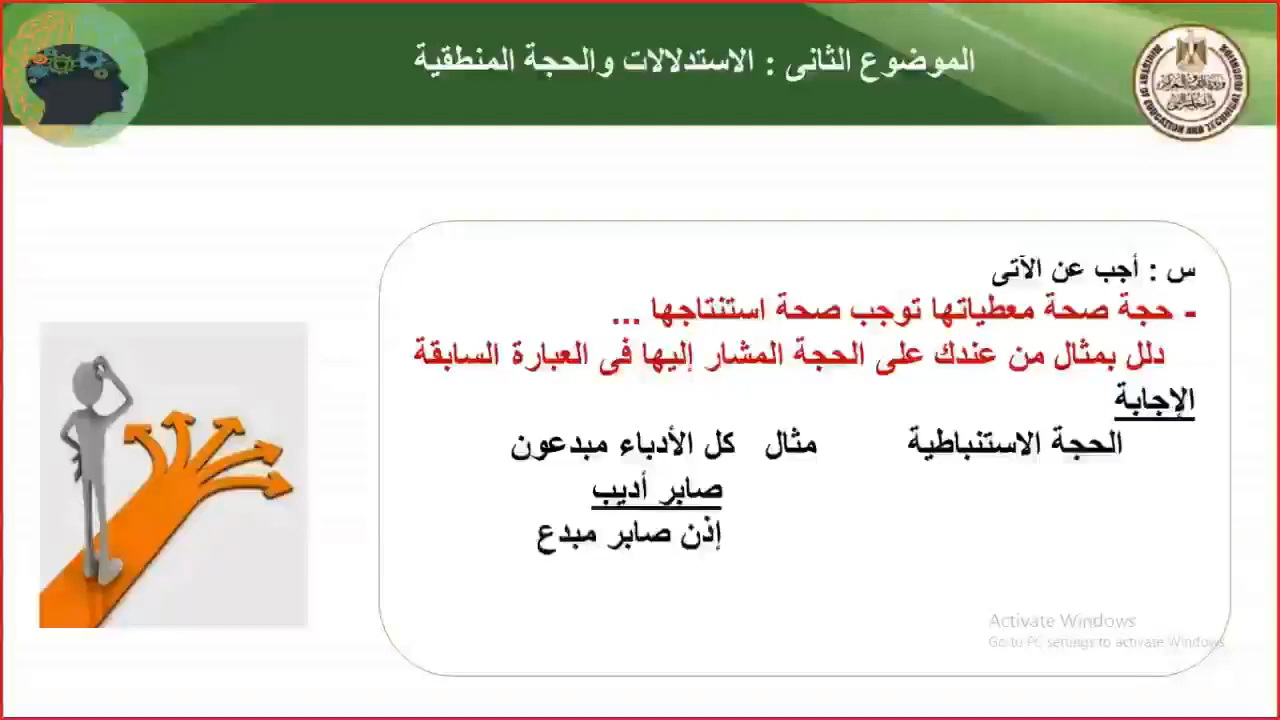 الموضوع الثانى : الاستدلالات والحجة المنطقية
س : أجب عن الآتى
- حجة صحة معطياتها توجب صحة استنتاجها ...
دلل بمثال من عندك على الحجة المشار إليها فى العبارة السابقة
الإجابة
الحجة الاستنباطية مثال كل الأدباء مبدعون
صابر أديب
إذن صابر مبدع
Activate Windows
Go to PC settings to activate Windows.